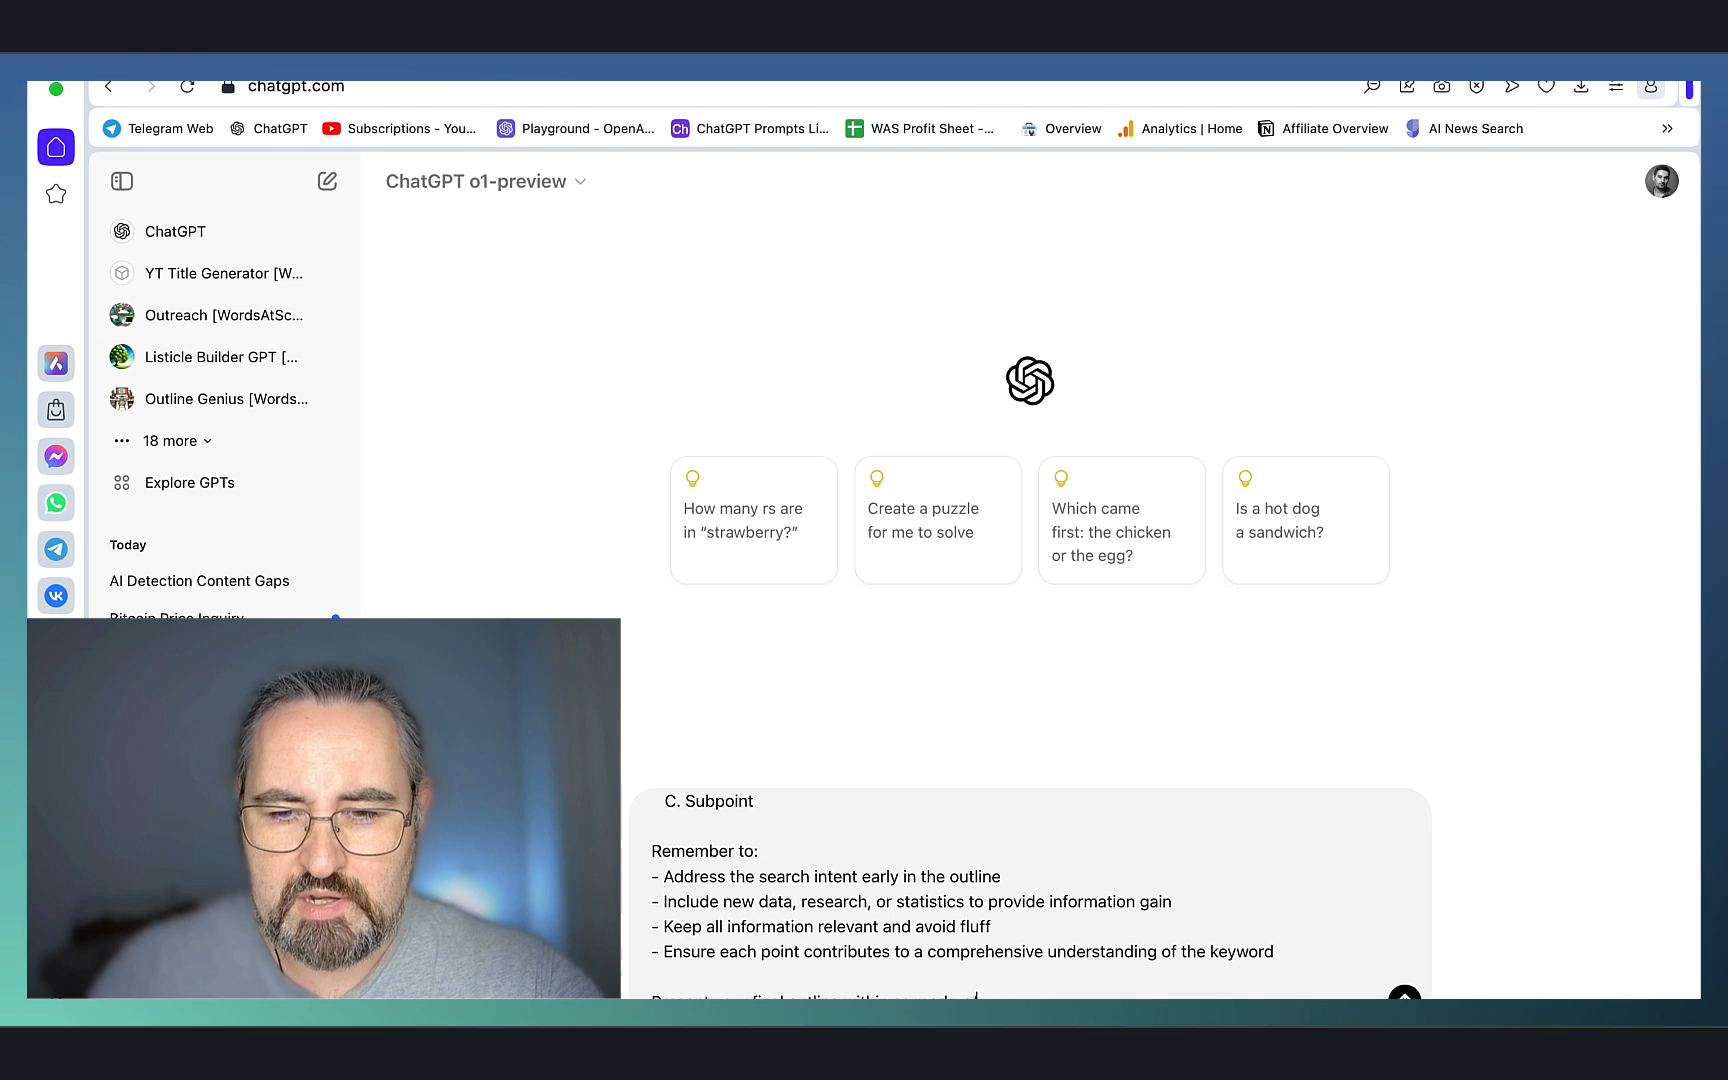 chatgpt.com
Telegram Web
ChatGPT
Subscriptions - You...
Playground - OpenA...
Ch
ChatGPT Prompts Li...
WAS Profit Sheet -...
Overview
Analytics | Home
Affiliate Overview
AI News Search
ChatGPT o1-preview
ChatGPT
YT Title Generator [W...
Outreach [WordsAtSc...
Listicle Builder GPT [...
Outline Genius [Words...
18 more
Explore GPTs
Today
AI Detection Content Gaps
Bitcoin Price Inquiry
How many rs are
in “strawberry?”
Create a puzzle
for me to solve
Which came
first: the chicken
or the egg?
Is a hot dog
a sandwich?
C. Subpoint
Remember to:
- Address the search intent early in the outline
- Include new data, research, or statistics to provide information gain
- Keep all information relevant and avoid fluff
- Ensure each point contributes to a comprehensive understanding of the keyword